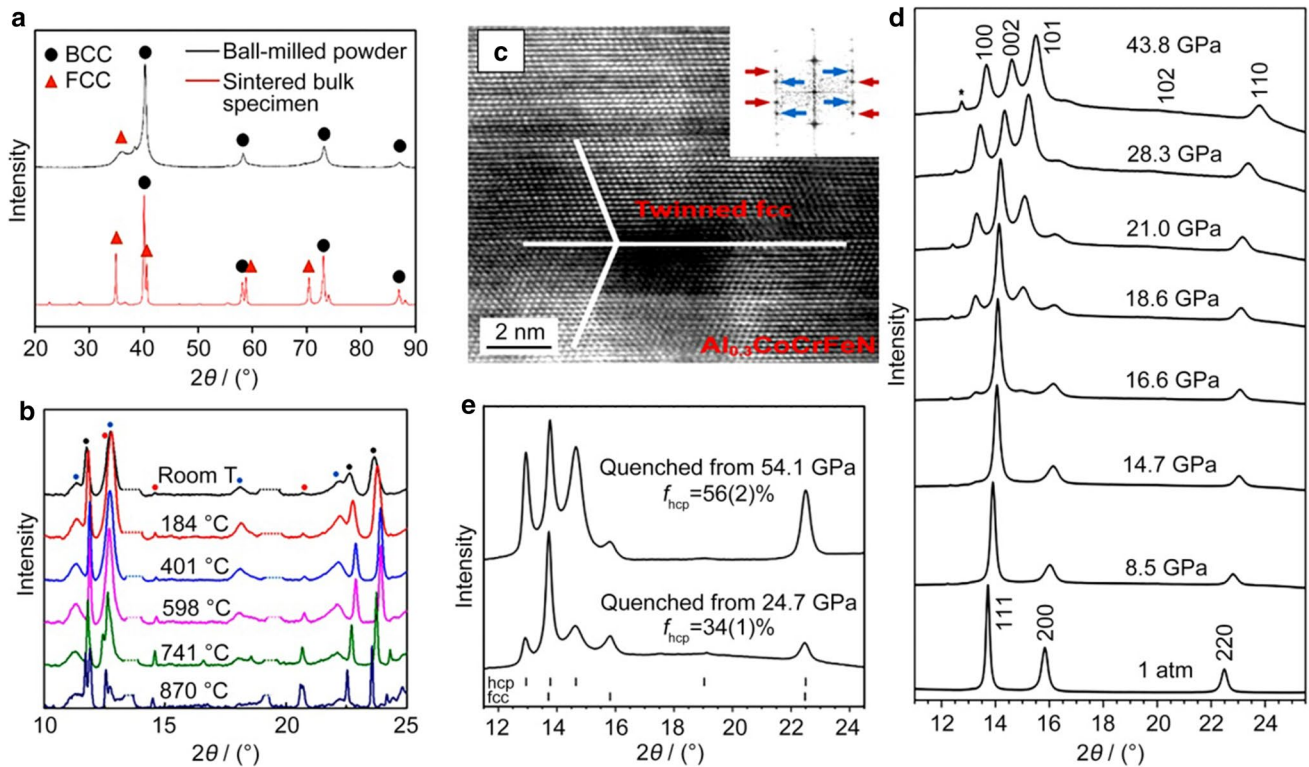 a
BCC
FCC
Ball-milled powder
Sintered bulk
specimen
Intensity
20 30 40 50 60 70 80 90
2θ / (°)
b
Room T
184 °C
401 °C
598 °C
741 °C
870 °C
Intensity
10 15 20 25
2θ / (°)
c
Twinned fcc
2 nm
Al0.3CoCrFeN
d
100
002
101
102
110
*
43.8 GPa
28.3 GPa
21.0 GPa
18.6 GPa
16.6 GPa
14.7 GPa
8.5 GPa
111
200
220
1 atm
Intensity
12 14 16 18 20 22 24
2θ / (°)
e
Quenched from 54.1 GPa
fhcp=56(2)%
Quenched from 24.7 GPa
fhcp=34(1)%
hcp
fcc
Intensity
12 14 16 18 20 22 24
2θ / (°)